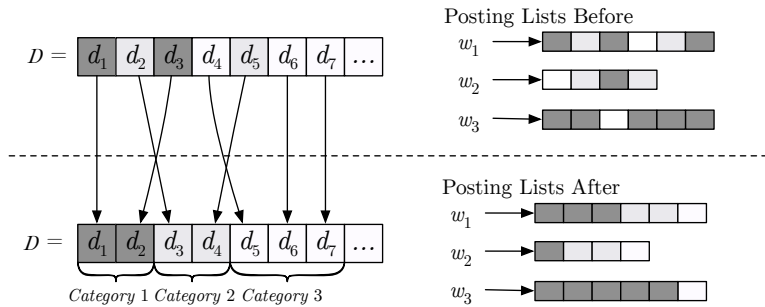 Posting Lists Before
D = d1 d2 d3 d4 d5 d6 d7 ...
w1
w2
w3
Posting Lists After
w1
D = d1 d2 d3 d4 d5 d6 d7 ...
w2
w3
Category 1 Category 2 Category 3